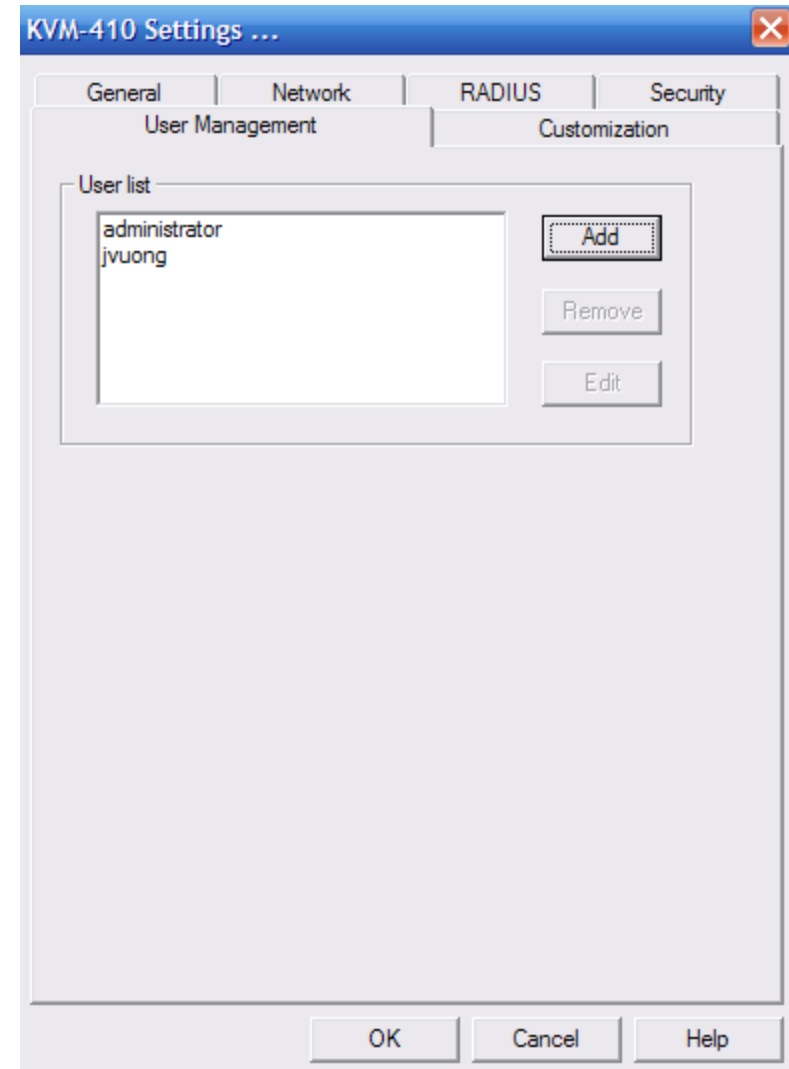 KVM-410 Settings ...
General Network RADIUS Security
User Management Customization
User list
administrator
jvuong
Add
Remove
Edit
OK Cancel Help